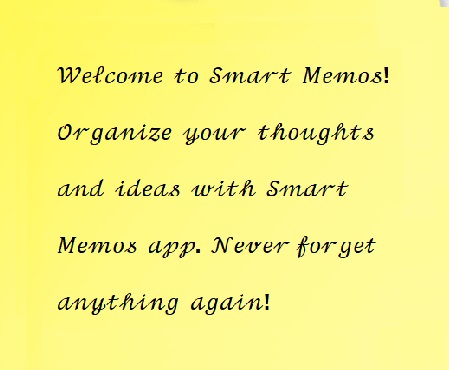 Welcome to Smart Memos!
Organize your thoughts
and ideas with Smart
Memos app. Never forget
anything again!